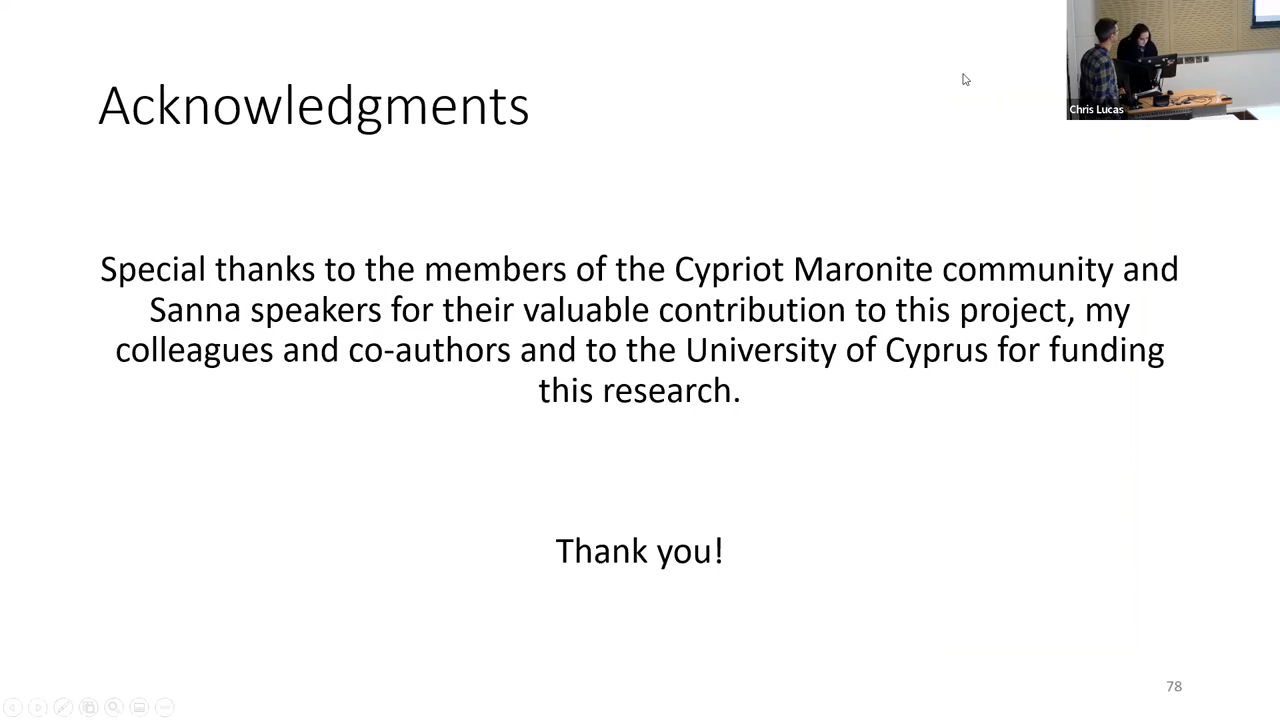 Acknowledgments
Chris Lucas
Special thanks to the members of the Cypriot Maronite community and
Sanna speakers for their valuable contribution to this project, my
colleagues and co-authors and to the University of Cyprus for funding
this research.
Thank you!
78